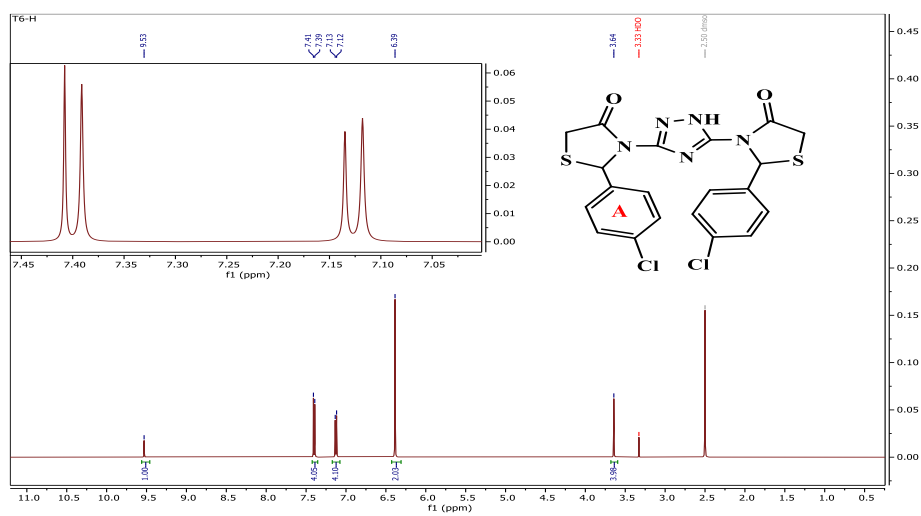 T6-H
9.53
7.41
7.39
7.13
7.12
6.39
3.64
3.33 HDO
2.50 dmso
0.45
0.40
0.35
0.30
0.25
0.20
0.15
0.10
0.05
0.00
0.06
0.05
0.04
0.03
0.02
0.01
0.00
7.45 7.40 7.35 7.30 7.25 7.20 7.15 7.10 7.05
f1 (ppm)
O O
N NH
N N N
S S
A
Cl Cl
1.00
4.05
4.10
2.03
3.98
11.0 10.5 10.0 9.5 9.0 8.5 8.0 7.5 7.0 6.5 6.0 5.5 5.0 4.5 4.0 3.5 3.0 2.5 2.0 1.5 1.0 0.5
f1 (ppm)